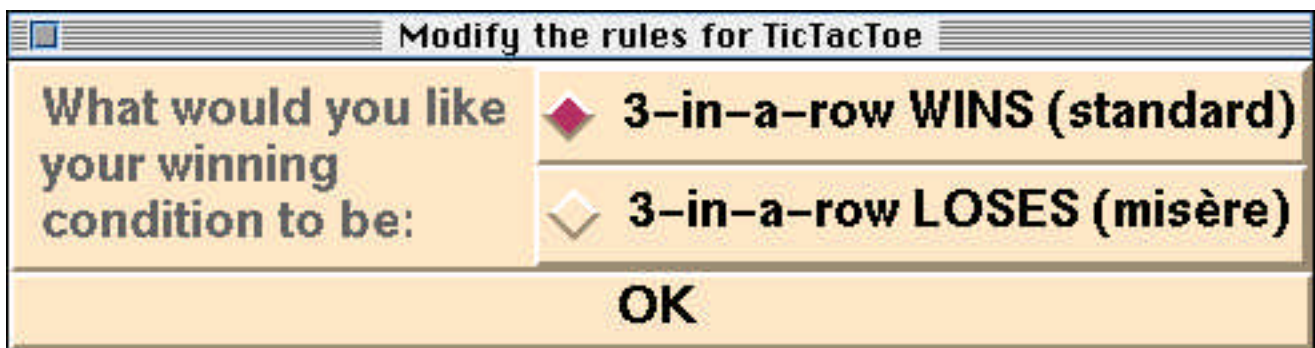 Modify the rules for TicTacToe
What would you like
your winning
condition to be:
3-in-a-row WINS (standard)
3-in-a-row LOSES (misère)
OK